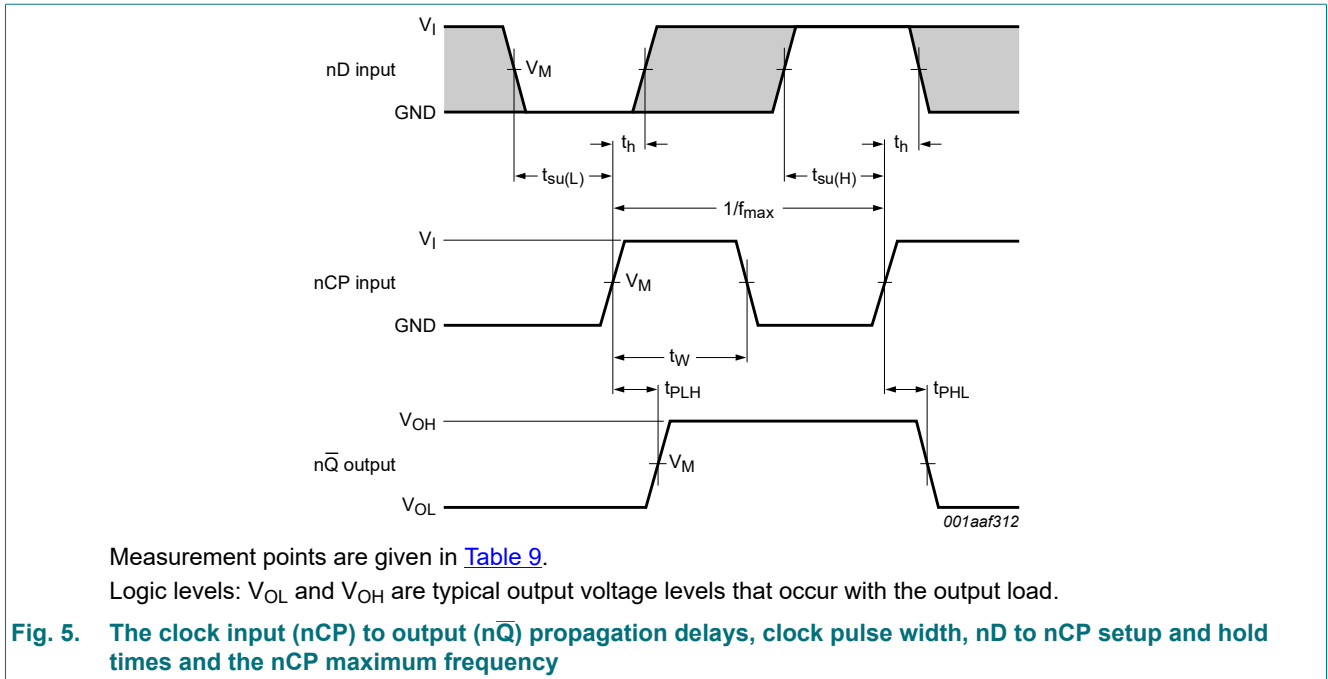 V_I
nD input
V_M
GND
t_h
t_h
t_su(L)
t_su(H)
1/f_max
V_I
nCP input
V_M
GND
t_W
t_PLH
t_PHL
V_OH
nQ̅ output
V_M
V_OL
001aaf312
Measurement points are given in Table 9.
Logic levels: V_OL and V_OH are typical output voltage levels that occur with the output load.
Fig. 5. The clock input (nCP) to output (nQ̅) propagation delays, clock pulse width, nD to nCP setup and hold
times and the nCP maximum frequency